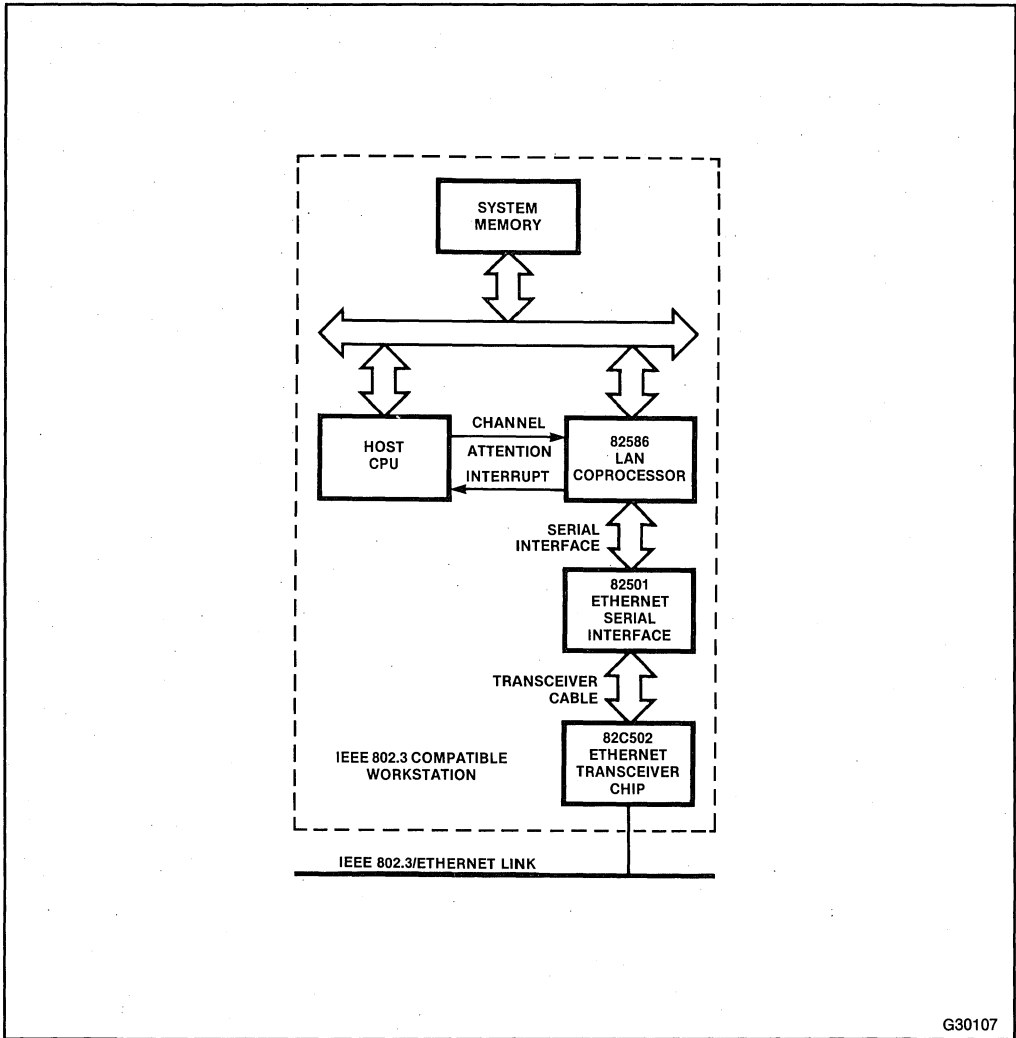 SYSTEM
MEMORY
HOST
CPU
CHANNEL
ATTENTION
INTERRUPT
82586
LAN
COPROCESSOR
SERIAL
INTERFACE
82501
ETHERNET
SERIAL
INTERFACE
TRANSCEIVER
CABLE
82C502
ETHERNET
TRANSCEIVER
CHIP
IEEE 802.3 COMPATIBLE
WORKSTATION
IEEE 802.3/ETHERNET LINK
G30107